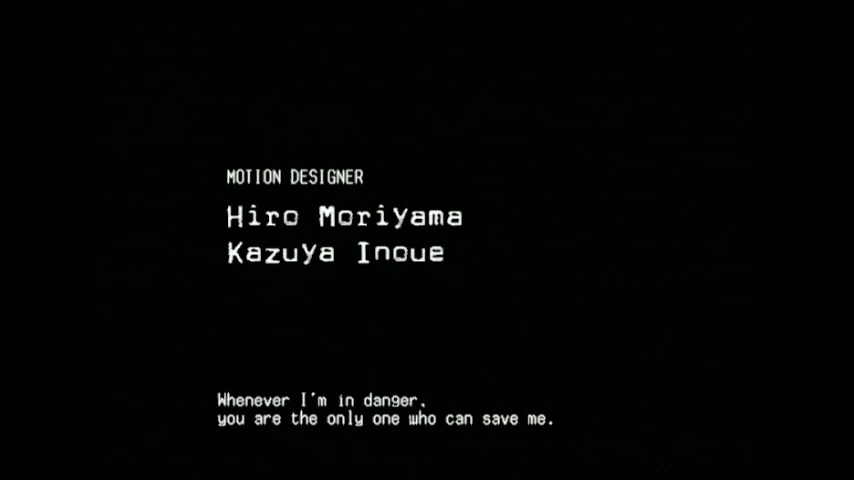 MOTION DESIGNER
Hiro Moriyama
Kazuya Inoue
Whenever I'm in danger,
you are the only one who can save me.